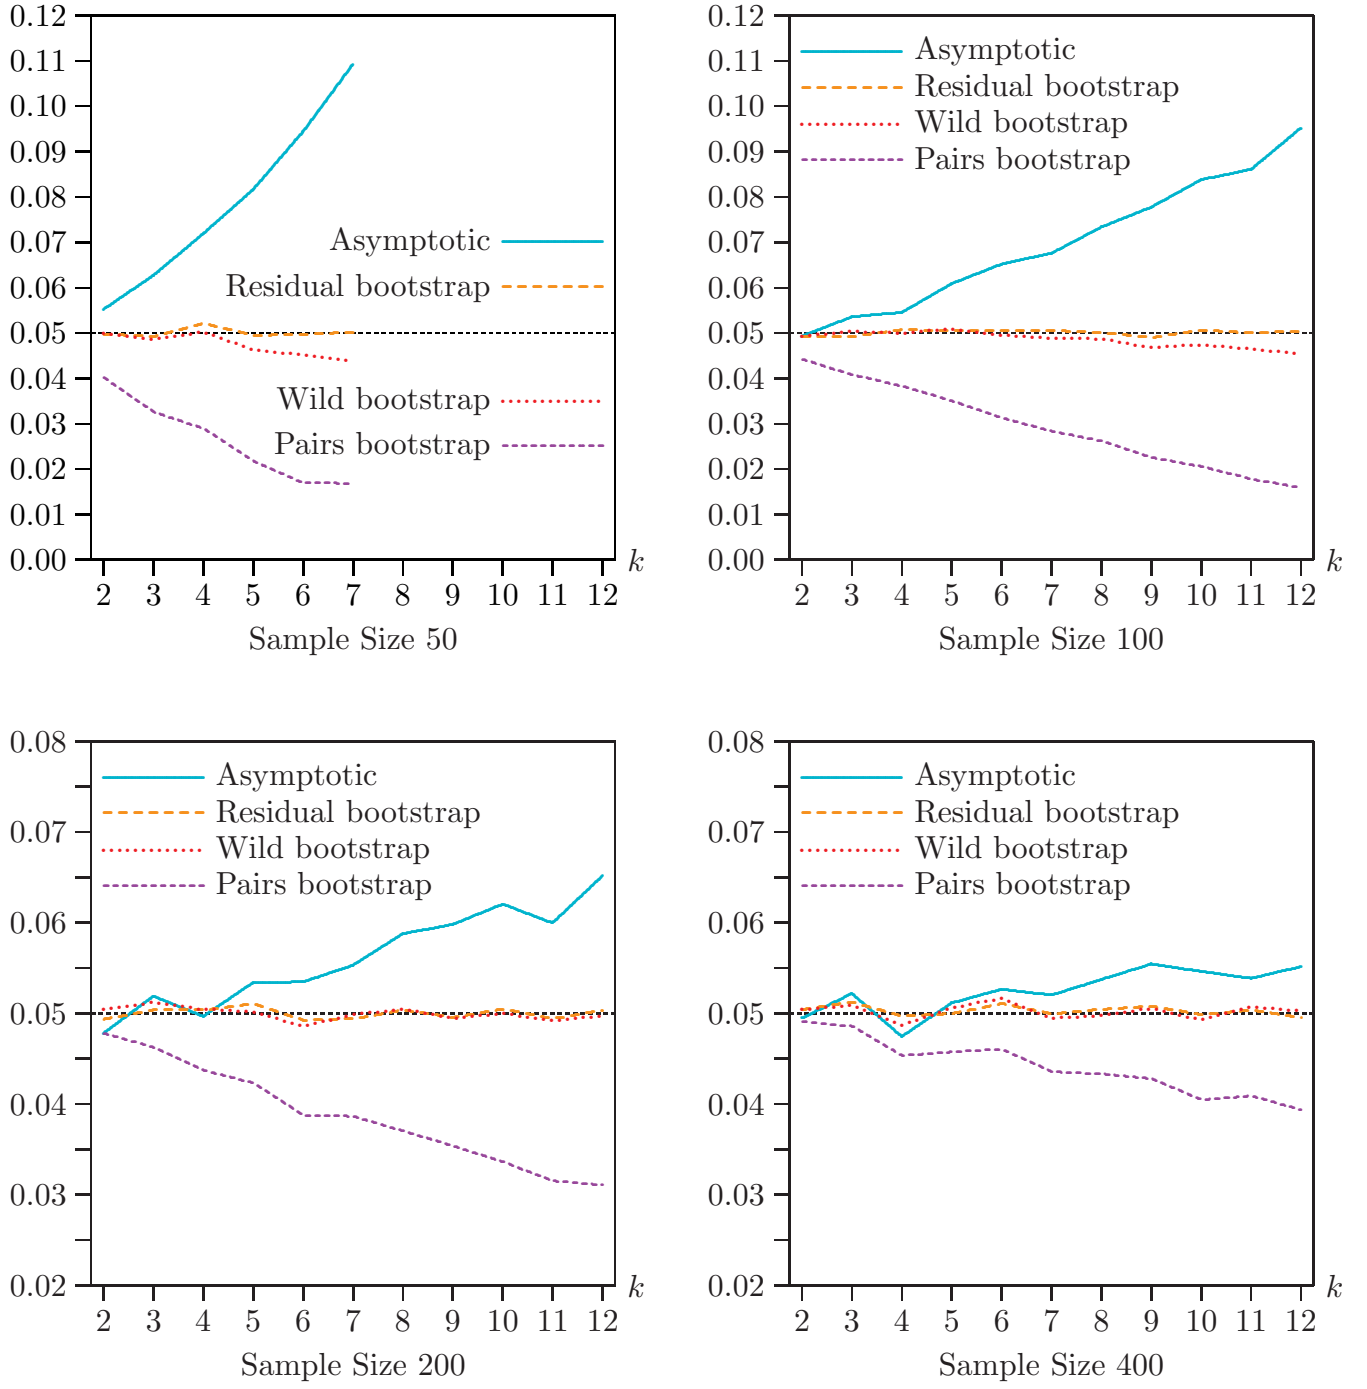 0.12
0.11
0.10
0.09
0.08
0.07
0.06
0.05
0.04
0.03
0.02
0.01
0.00
Asymptotic
Residual bootstrap
Wild bootstrap
Pairs bootstrap
2 3 4 5 6 7 8 9 10 11 12
k
Sample Size 50
0.12
0.11
0.10
0.09
0.08
0.07
0.06
0.05
0.04
0.03
0.02
0.01
0.00
Asymptotic
Residual bootstrap
Wild bootstrap
Pairs bootstrap
2 3 4 5 6 7 8 9 10 11 12
k
Sample Size 100
0.08
0.07
0.06
0.05
0.04
0.03
0.02
Asymptotic
Residual bootstrap
Wild bootstrap
Pairs bootstrap
2 3 4 5 6 7 8 9 10 11 12
k
Sample Size 200
0.08
0.07
0.06
0.05
0.04
0.03
0.02
Asymptotic
Residual bootstrap
Wild bootstrap
Pairs bootstrap
2 3 4 5 6 7 8 9 10 11 12
k
Sample Size 400